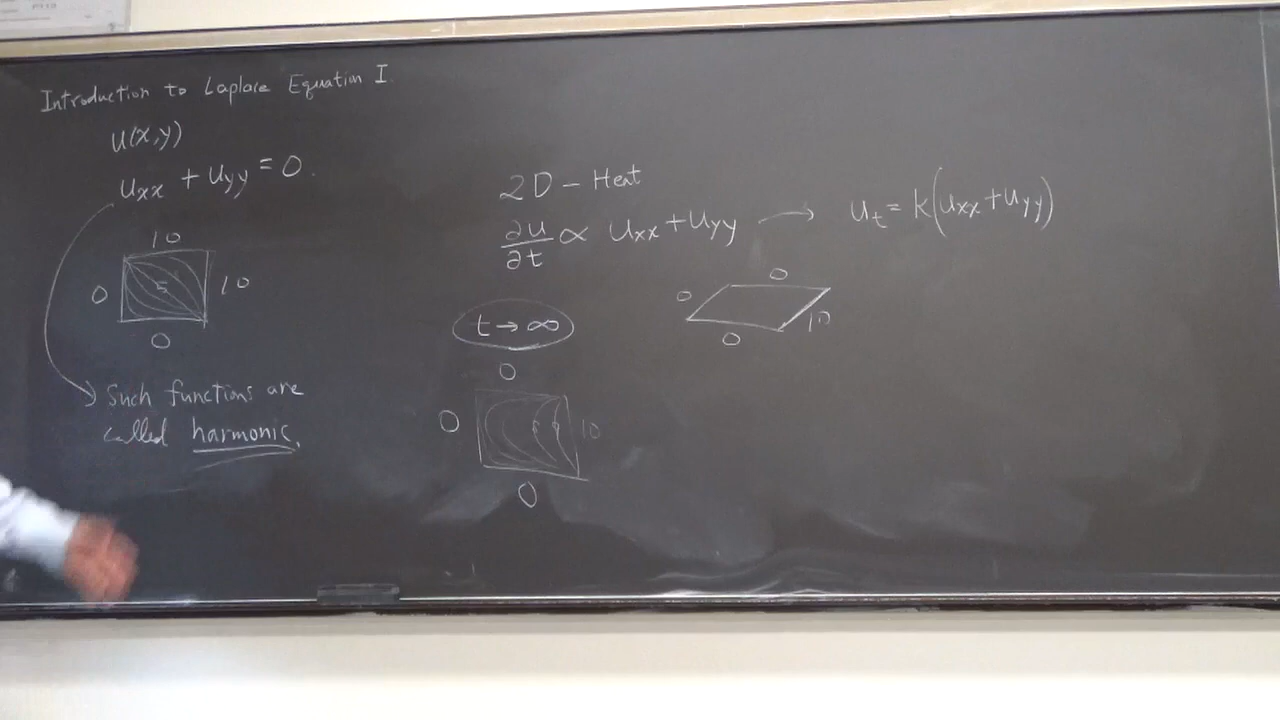 Introduction to Laplace Equation I.
u(x,y)
uxx + uyy = 0.
10
0
5
10
0
Such functions are
called harmonic.
2D - Heat
∂u/∂t ∝ uxx + uyy → ut = k(uxx + uyy)
0
0
10
0
t → ∞
0
0
10
0